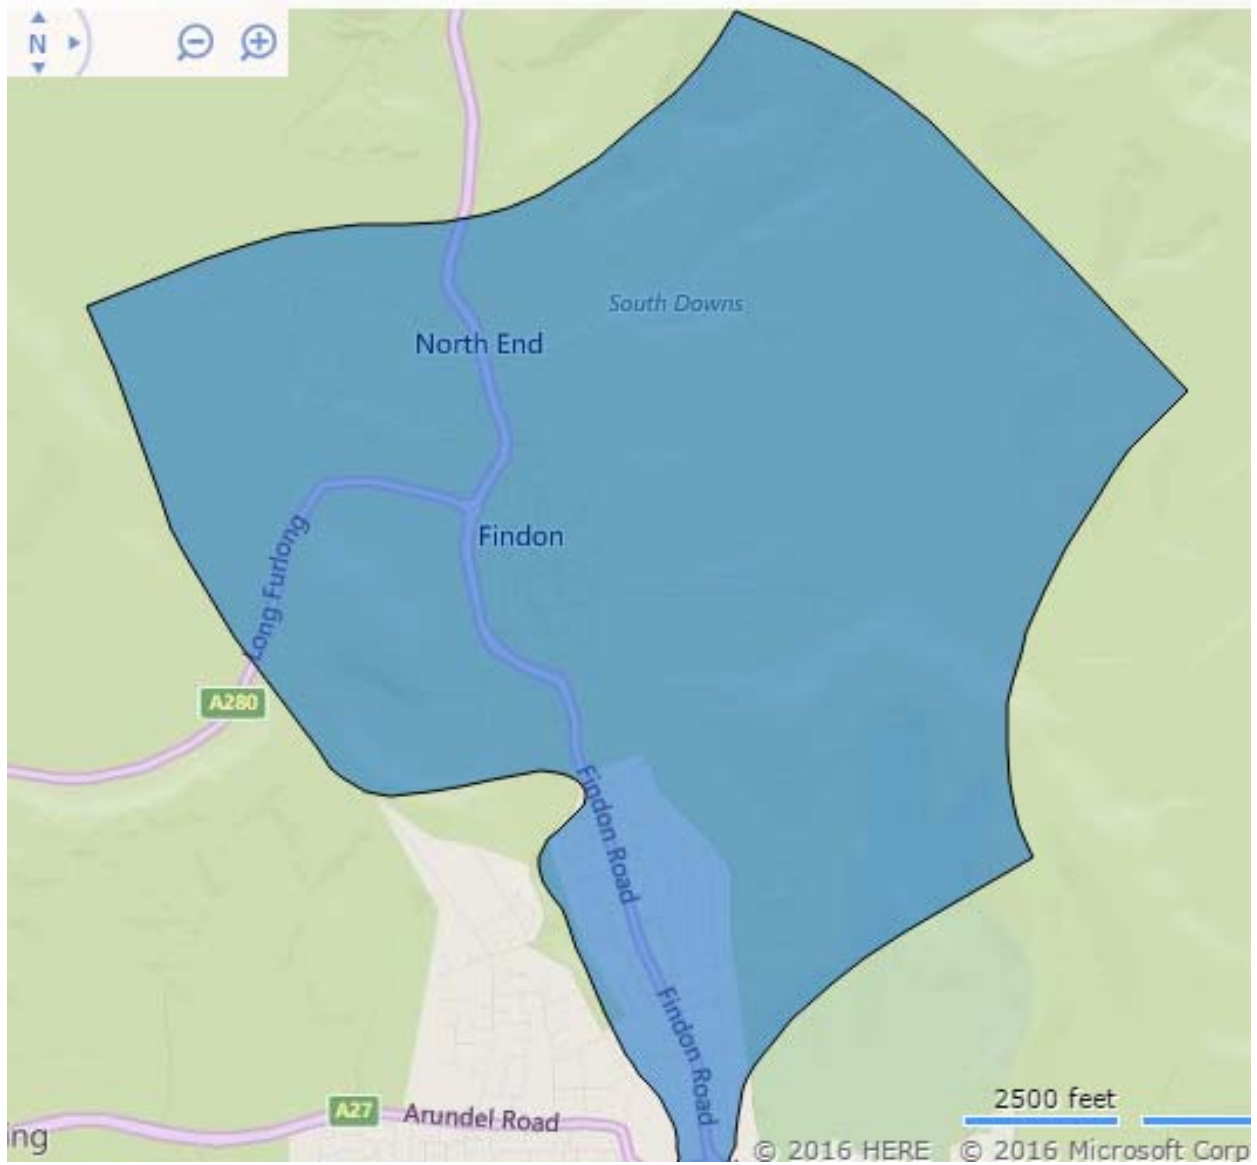 N
South Downs
North End
Findon
Long Furlong
A280
Findon Road
Findon Road
2500 feet
A27
Arundel Road
ing
© 2016 HERE
© 2016 Microsoft Corp